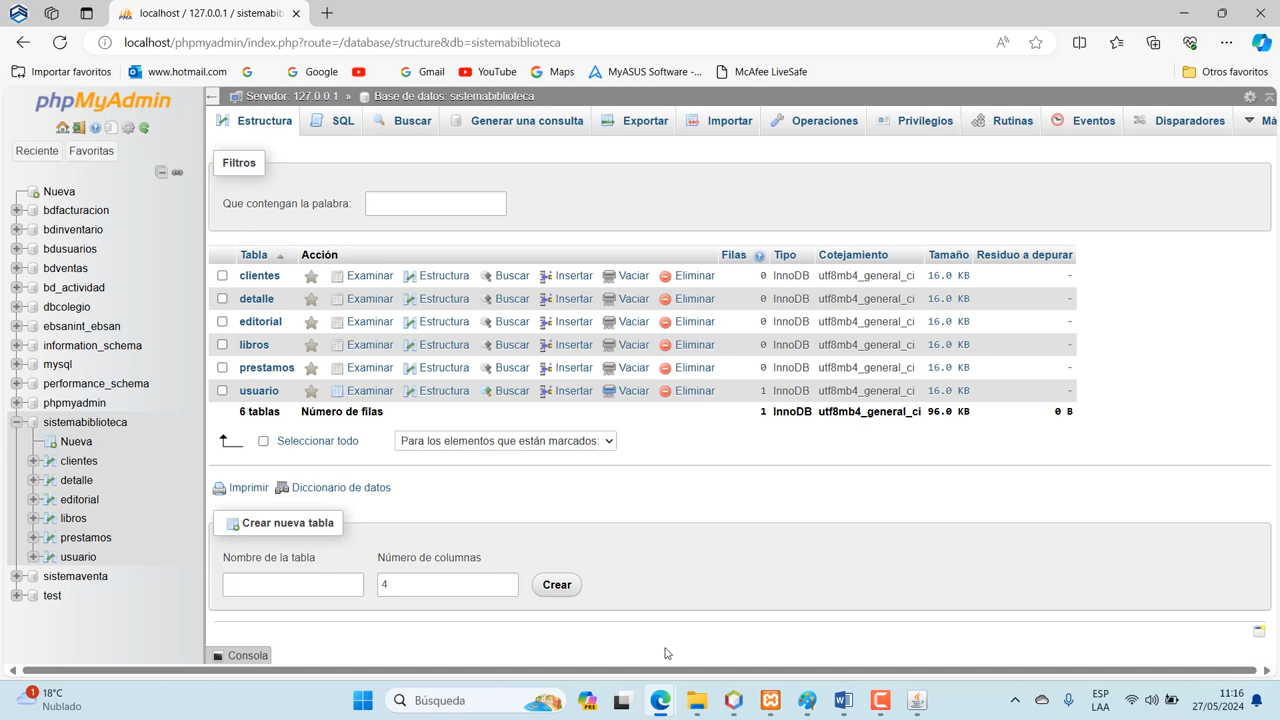 localhost / 127.0.0.1 / sistemabib
localhost/phpmyadmin/index.php?route=/database/structure&db=sistemabiblioteca
Importar favoritos www.hotmail.com Google Gmail YouTube Maps MyASUS Software -... McAfee LiveSafe Otros favoritos
phpMyAdmin
Servidor: 127.0.0.1 » Base de datos: sistemabiblioteca
Estructura SQL Buscar Generar una consulta Exportar Importar Operaciones Privilegios Rutinas Eventos Disparadores Má
Reciente Favoritas
Nueva
bdfacturacion
bdinventario
bdusuarios
bdventas
bd_actividad
dbcolegio
ebsanint_ebsan
information_schema
mysql
performance_schema
phpmyadmin
sistemabiblioteca
Nueva
clientes
detalle
editorial
libros
prestamos
usuario
sistemaventa
test
Filtros
Que contengan la palabra:
Tabla Acción Filas Tipo Cotejamiento Tamaño Residuo a depurar
clientes Examinar Estructura Buscar Insertar Vaciar Eliminar 0 InnoDB utf8mb4_general_ci 16.0 KB -
detalle Examinar Estructura Buscar Insertar Vaciar Eliminar 0 InnoDB utf8mb4_general_ci 16.0 KB -
editorial Examinar Estructura Buscar Insertar Vaciar Eliminar 0 InnoDB utf8mb4_general_ci 16.0 KB -
libros Examinar Estructura Buscar Insertar Vaciar Eliminar 0 InnoDB utf8mb4_general_ci 16.0 KB -
prestamos Examinar Estructura Buscar Insertar Vaciar Eliminar 0 InnoDB utf8mb4_general_ci 16.0 KB -
usuario Examinar Estructura Buscar Insertar Vaciar Eliminar 1 InnoDB utf8mb4_general_ci 16.0 KB -
6 tablas Número de filas 1 InnoDB utf8mb4_general_ci 96.0 KB 0 B
Seleccionar todo Para los elementos que están marcados:
Imprimir Diccionario de datos
Crear nueva tabla
Nombre de la tabla Número de columnas
4 Crear
Consola
1 18°C
Nublado
Búsqueda
PRE
ESP
LAA
11:16
27/05/2024